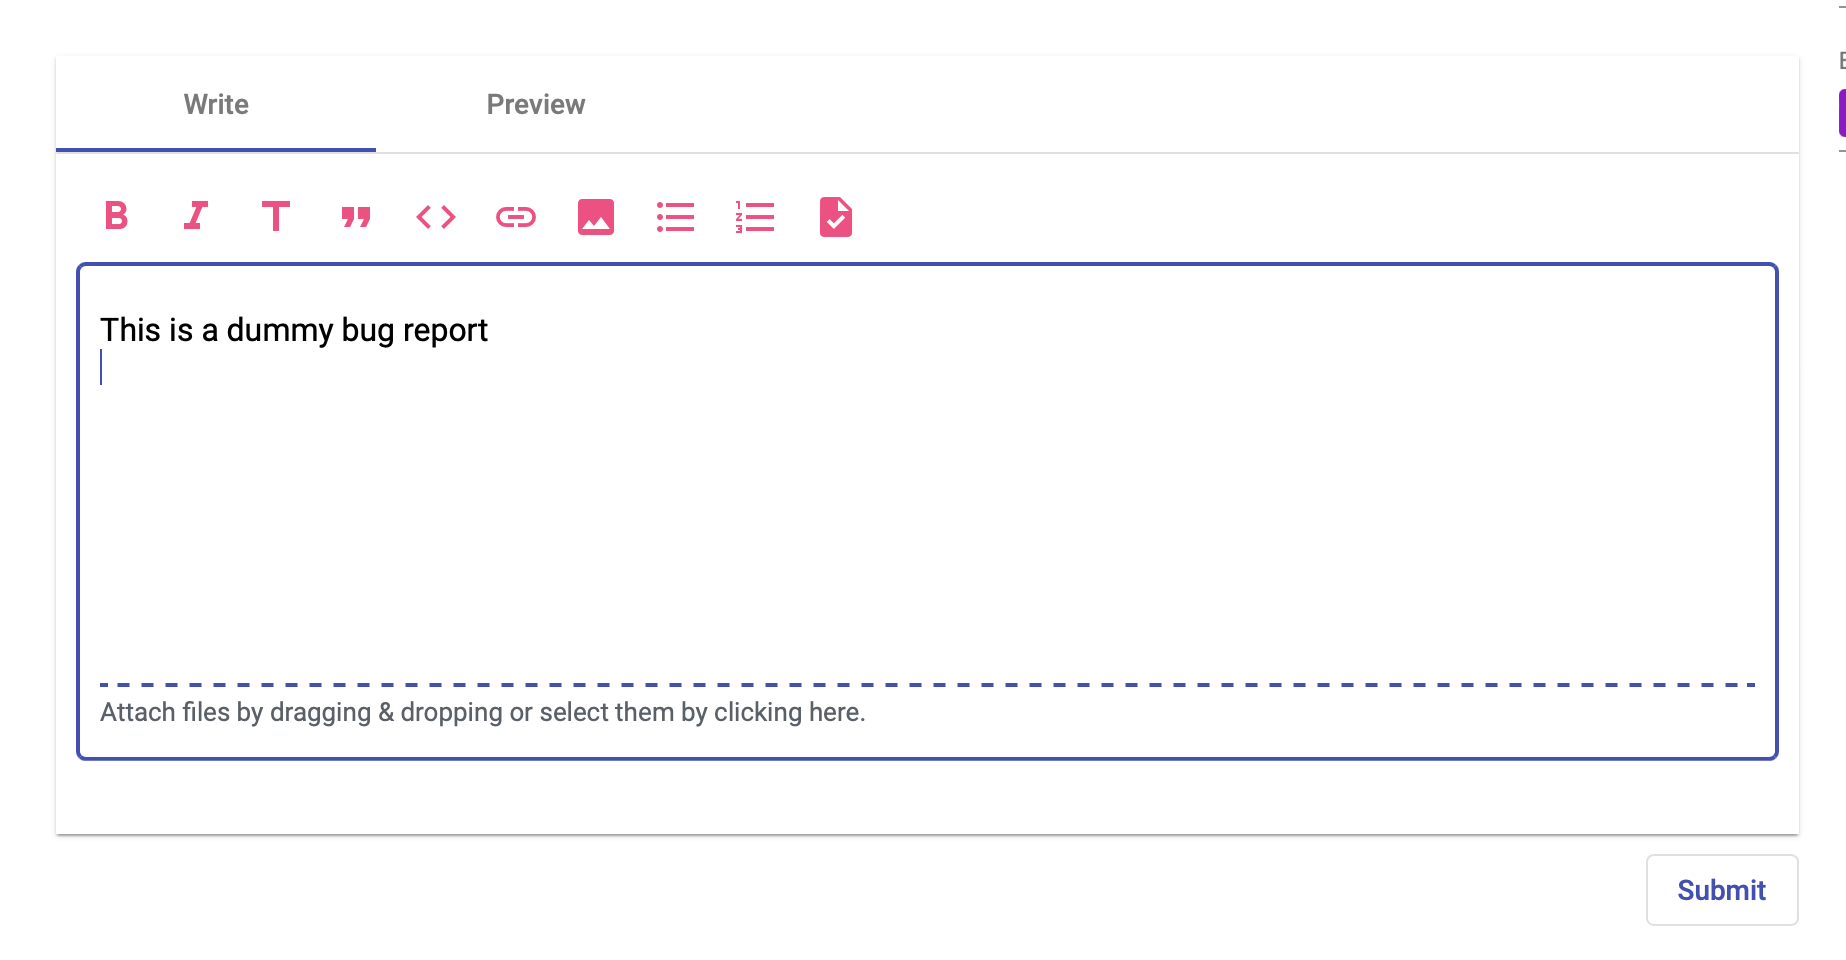 Write
Preview
This is a dummy bug report
Attach files by dragging & dropping or select them by clicking here.
Submit